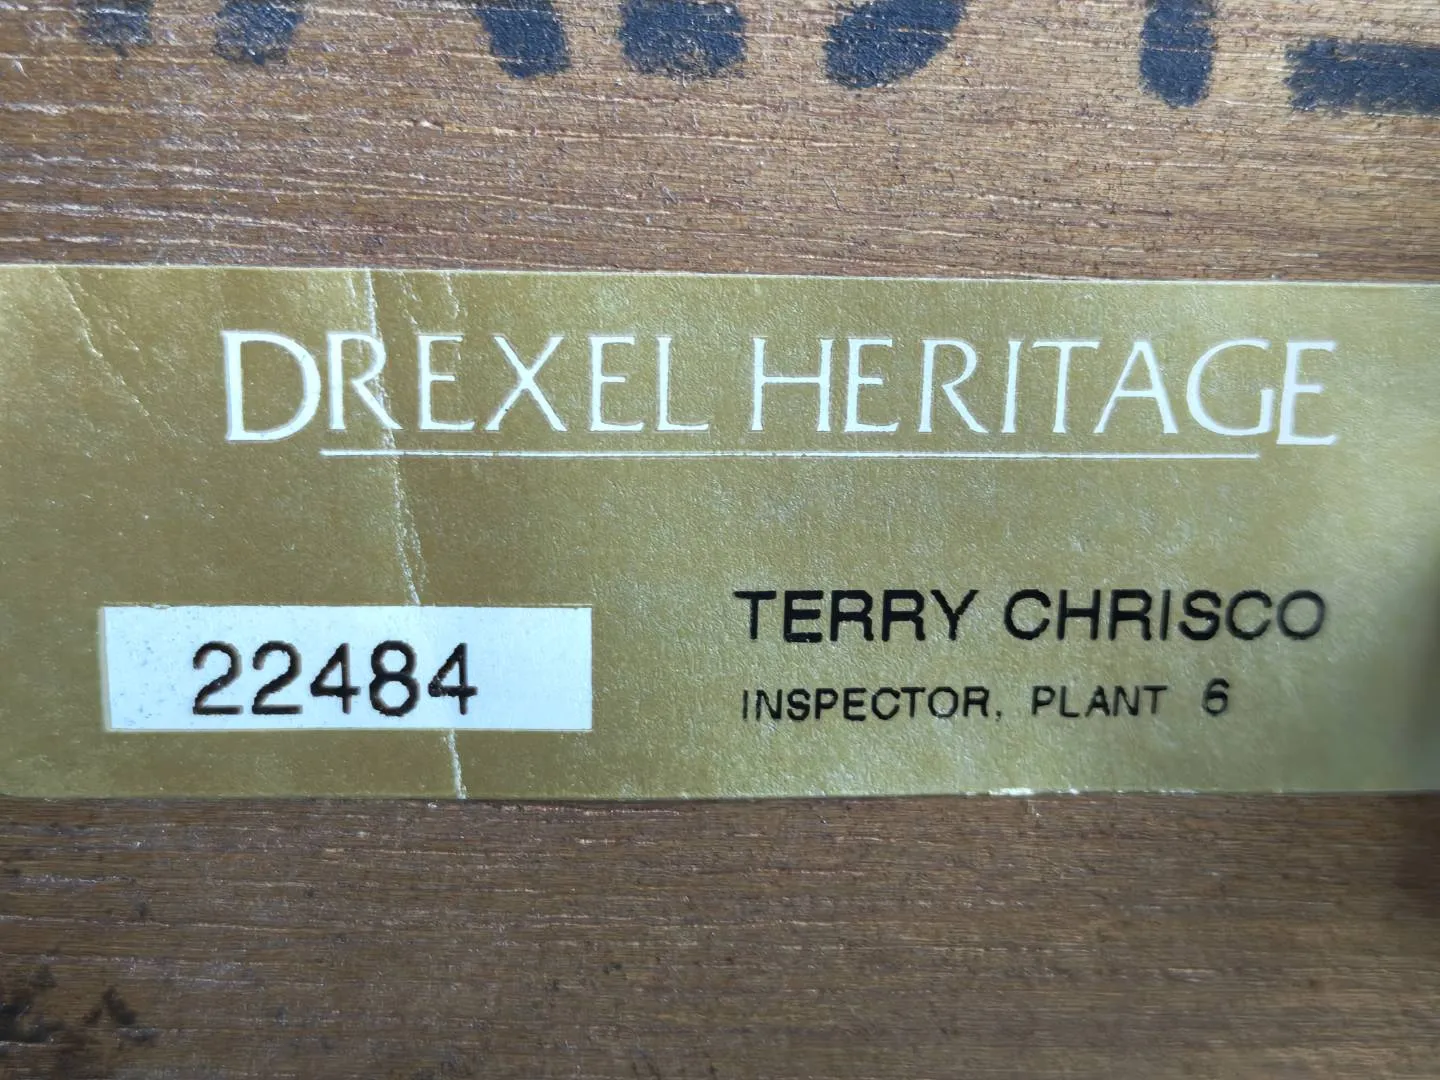 DREXEL HERITAGE
22484
TERRY CHRISCO
INSPECTOR, PLANT 6